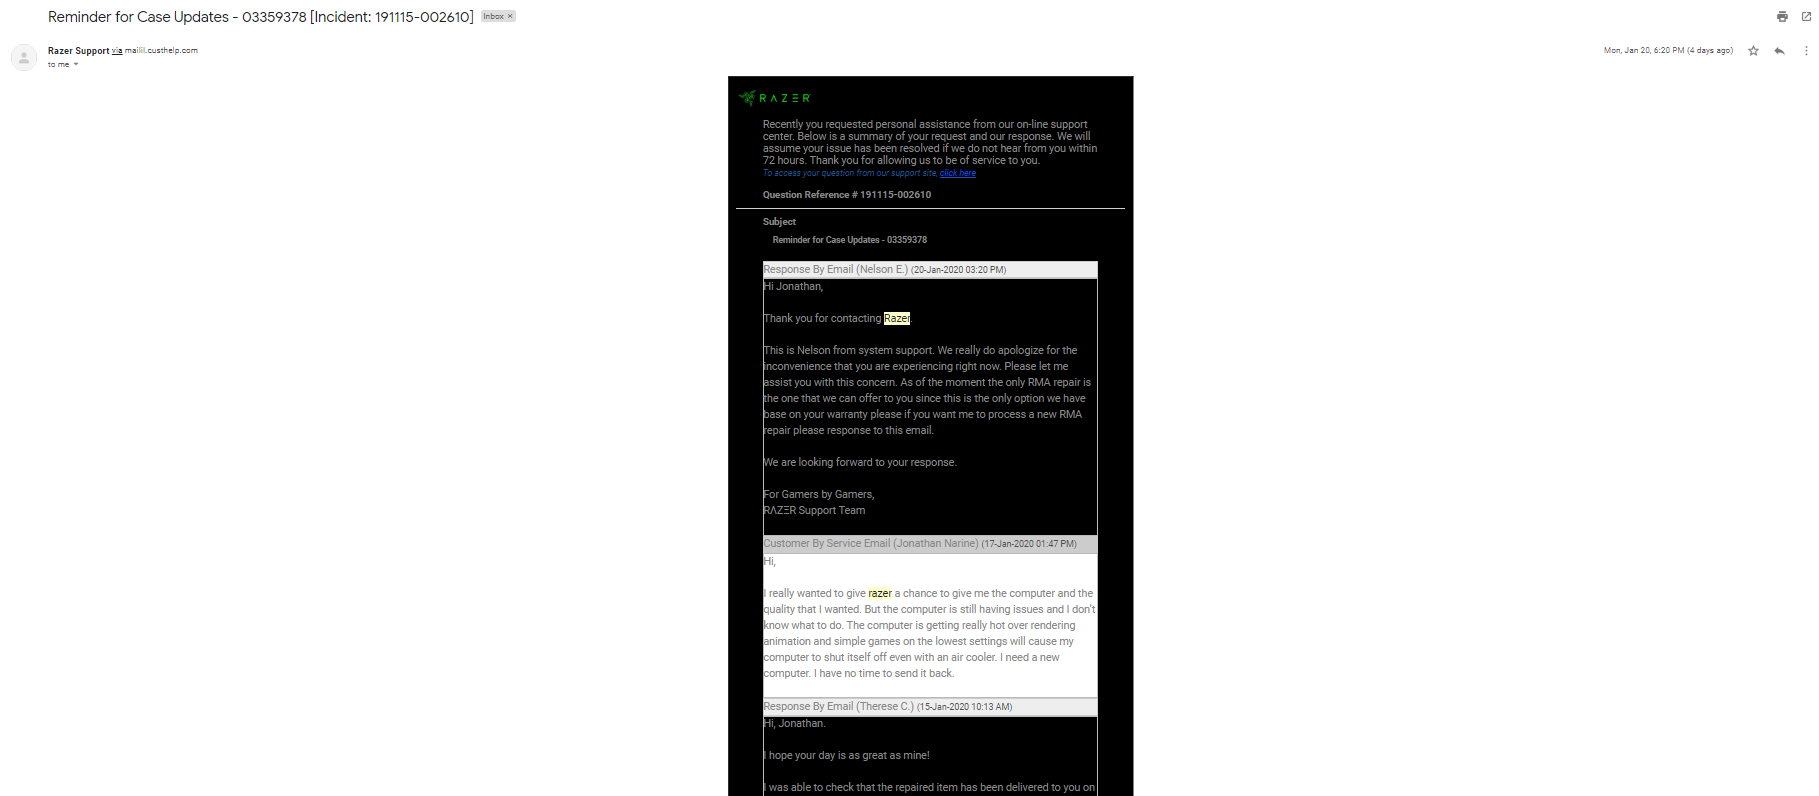 Reminder for Case Updates - 03359378 [Incident: 191115-002610] Inbox ×
Razer Support via mailil.custhelp.com
Mon, Jan 20, 6:20 PM (4 days ago)
to me
RΛZΞR
Recently you requested personal assistance from our on-line support
center. Below is a summary of your request and our response. We will
assume your issue has been resolved if we do not hear from you within
72 hours. Thank you for allowing us to be of service to you.
To access your question from our support site, click here
Question Reference # 191115-002610
Subject
Reminder for Case Updates - 03359378
Response By Email (Nelson E.) (20-Jan-2020 03:20 PM)
Hi Jonathan,
Thank you for contacting Razer.
This is Nelson from system support. We really do apologize for the
inconvenience that you are experiencing right now. Please let me
assist you with this concern. As of the moment the only RMA repair is
the one that we can offer to you since this is the only option we have
base on your warranty please if you want me to process a new RMA
repair please response to this email.
We are looking forward to your response.
For Gamers by Gamers,
RΛZΞR Support Team
Customer By Service Email (Jonathan Narine) (17-Jan-2020 01:47 PM)
Hi,
I really wanted to give razer a chance to give me the computer and the
quality that I wanted. But the computer is still having issues and I don't
know what to do. The computer is getting really hot over rendering
animation and simple games on the lowest settings will cause my
computer to shut itself off even with an air cooler. I need a new
computer. I have no time to send it back.
Response By Email (Therese C.) (15-Jan-2020 10:13 AM)
Hi, Jonathan.
I hope your day is as great as mine!
I was able to check that the repaired item has been delivered to you on